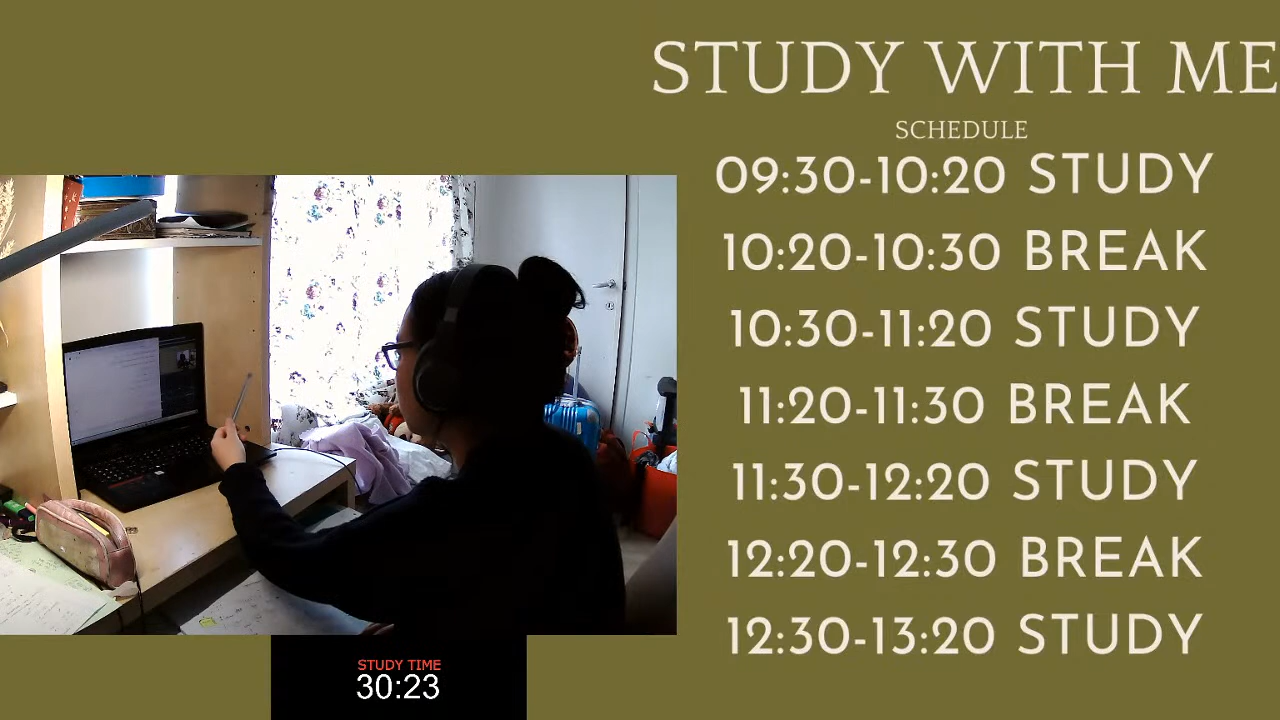 STUDY WITH ME
SCHEDULE
09:30-10:20 STUDY
10:20-10:30 BREAK
10:30-11:20 STUDY
11:20-11:30 BREAK
11:30-12:20 STUDY
12:20-12:30 BREAK
12:30-13:20 STUDY
STUDY TIME
30:23